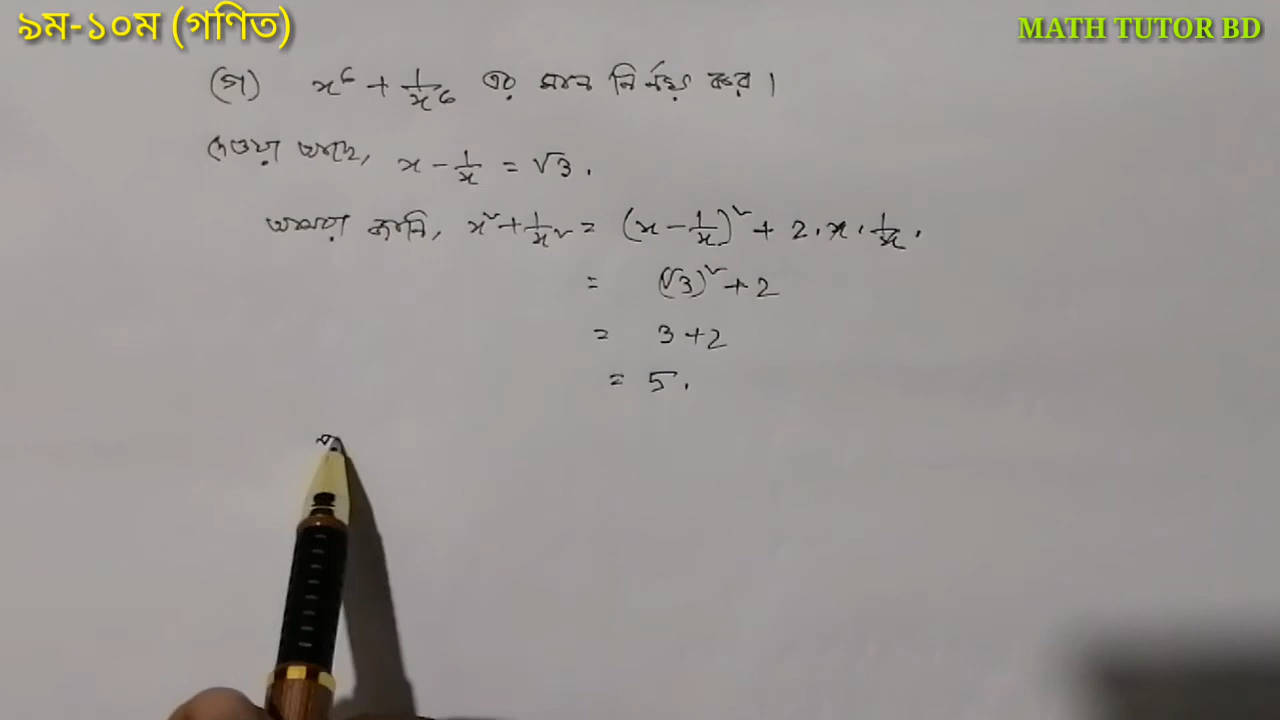 ৯ম-১০ম (গণিত)
MATH TUTOR BD
(গ) x⁶ + 1/x⁶ এর মান নির্ণয় কর।
দেওয়া আছে, x - 1/x = √3.
আমরা জানি, x² + 1/x² = (x - 1/x)² + 2.x.1/x.
= (√3)² + 2
= 3 + 2
= 5.